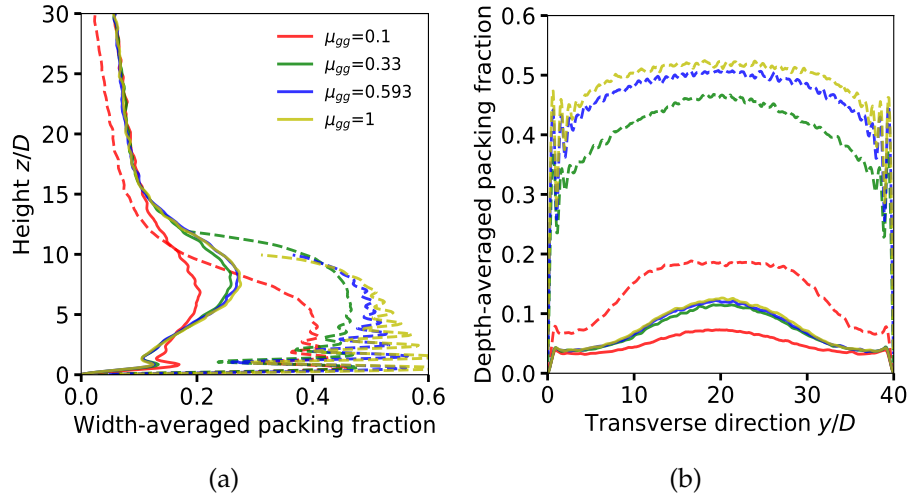 30
25
20
15
10
5
0
Height z/D
μgg=0.1
μgg=0.33
μgg=0.593
μgg=1
0.0
0.2
0.4
0.6
Width-averaged packing fraction
(a)
0.6
0.5
0.4
0.3
0.2
0.1
0.0
Depth-averaged packing fraction
0
10
20
30
40
Transverse direction y/D
(b)